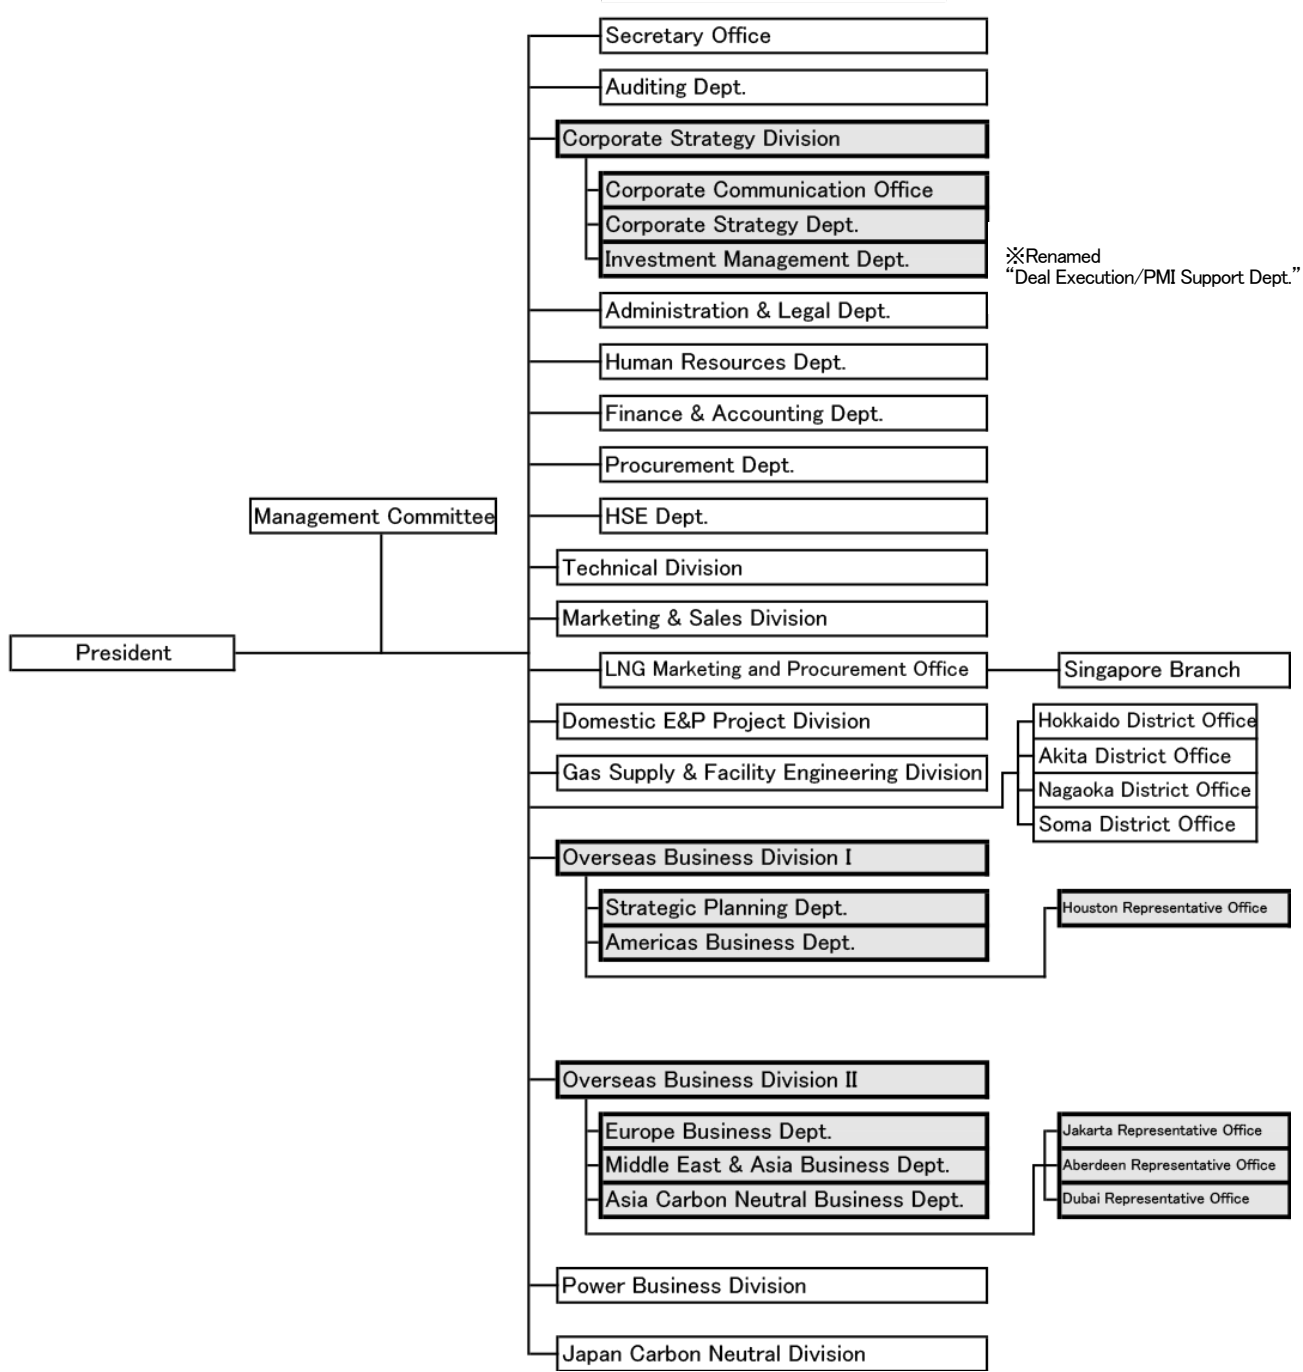 Secretary Office
Auditing Dept.
Corporate Strategy Division
Corporate Communication Office
Corporate Strategy Dept.
Investment Management Dept.
※Renamed
“Deal Execution/PMI Support Dept.”
Administration & Legal Dept.
Human Resources Dept.
Finance & Accounting Dept.
Procurement Dept.
Management Committee
HSE Dept.
Technical Division
Marketing & Sales Division
President
LNG Marketing and Procurement Office
Singapore Branch
Domestic E&P Project Division
Hokkaido District Office
Akita District Office
Gas Supply & Facility Engineering Division
Nagaoka District Office
Soma District Office
Overseas Business Division I
Strategic Planning Dept.
Houston Representative Office
Americas Business Dept.
Overseas Business Division II
Europe Business Dept.
Jakarta Representative Office
Middle East & Asia Business Dept.
Aberdeen Representative Office
Asia Carbon Neutral Business Dept.
Dubai Representative Office
Power Business Division
Japan Carbon Neutral Division